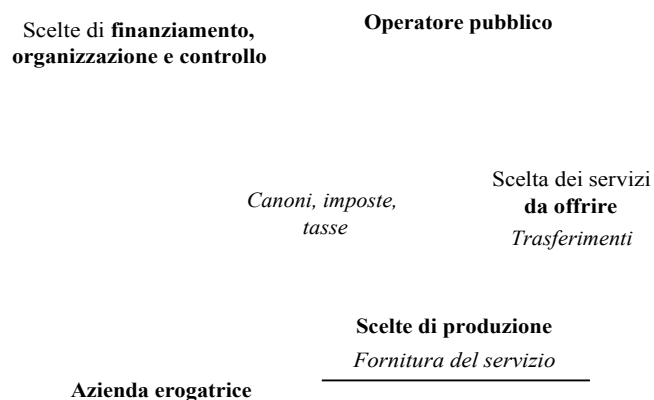 Scelte di finanziamento,
organizzazione e controllo
Operatore pubblico
Canoni, imposte,
tasse
Scelta dei servizi
da offrire
Trasferimenti
Scelte di produzione
Fornitura del servizio
Azienda erogatrice